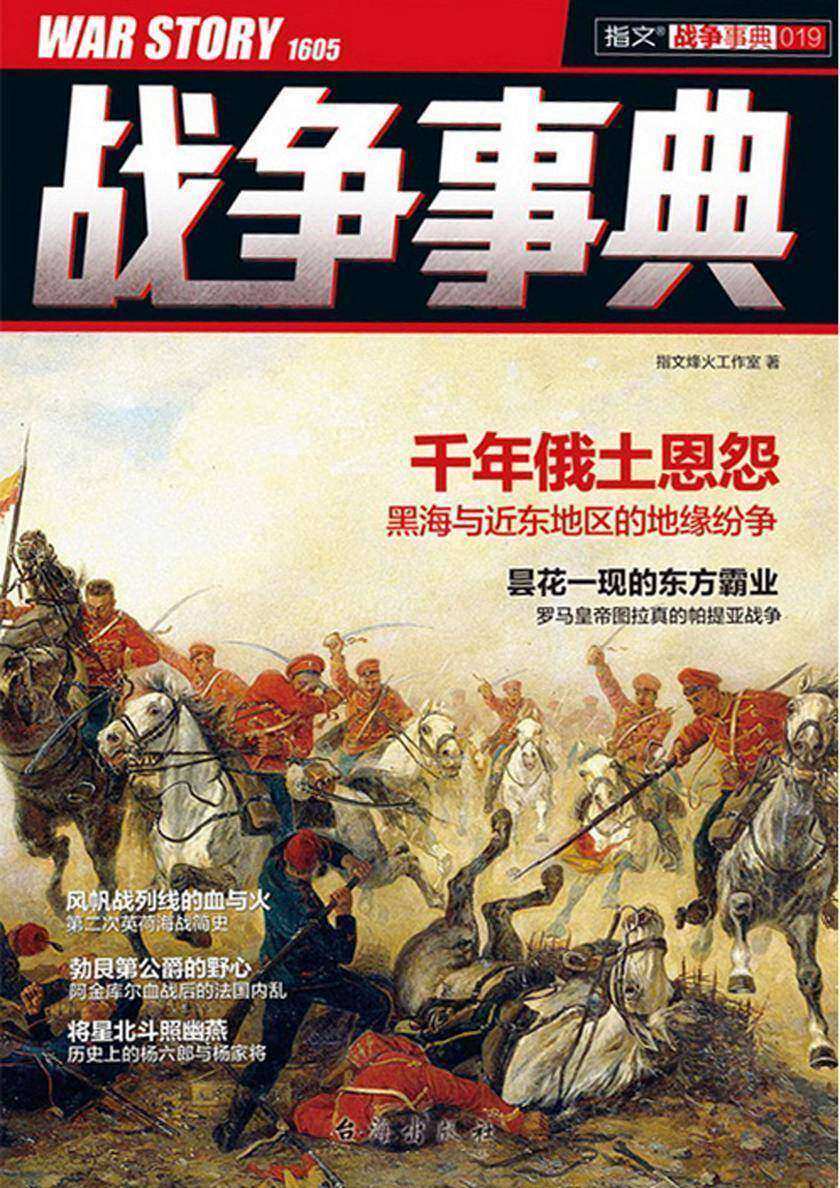 WAR STORY 1605
指文® 战争事典 019
战争事典
指文烽火工作室 著
千年俄土恩怨
黑海与近东地区的地缘纷争
昙花一现的东方霸业
罗马皇帝图拉真的帕提亚战争
风帆战列线的血与火
第二次英荷海战简史
勃艮第公爵的野心
阿金库尔血战后的法国内乱
将星北斗照幽燕
历史上的杨六郎与杨家将
台海出版社